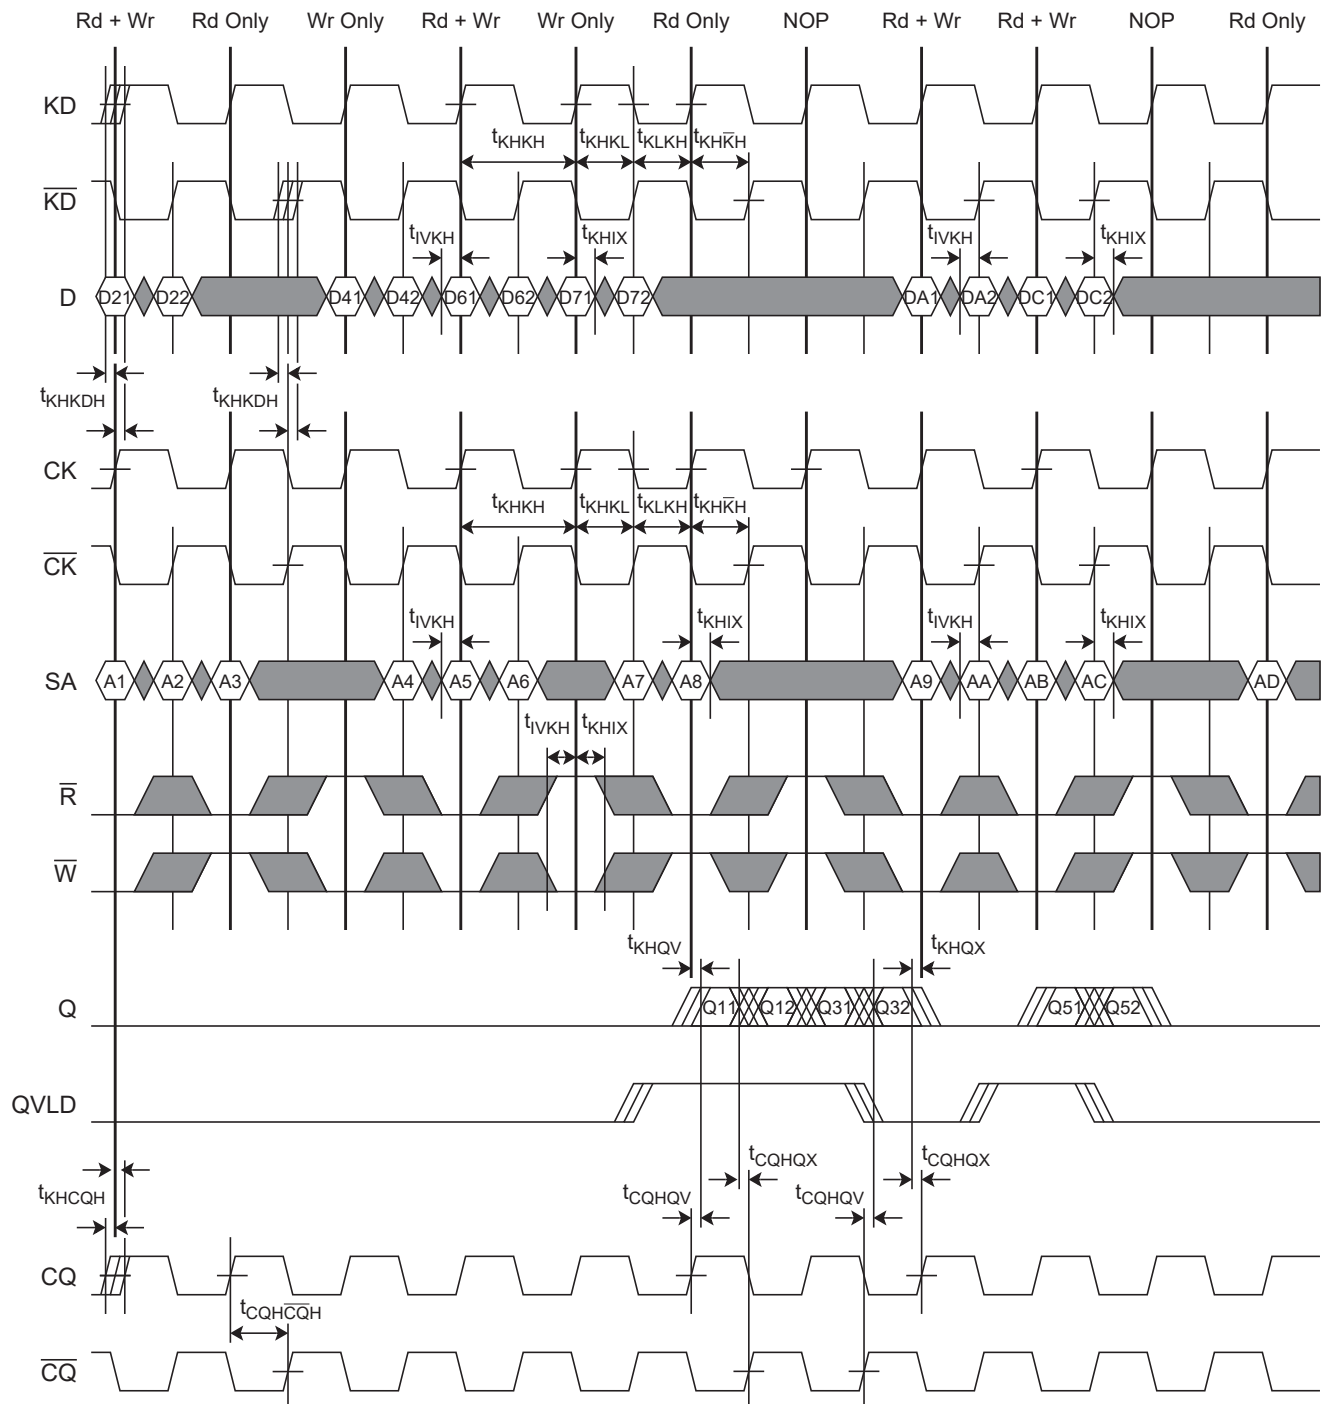 Rd + Wr Rd Only Wr Only Rd + Wr Wr Only Rd Only NOP Rd + Wr Rd + Wr NOP Rd Only
KD
tKHKH tKHKL tKLKH tKHK̅H
K̅D̅
tIVKH tKHIX tIVKH tKHIX
D D21 D22 D41 D42 D61 D62 D71 D72 DA1 DA2 DC1 DC2
tKHKDH tKHKDH
CK
tKHKH tKHKL tKLKH tKHK̅H
C̅K̅
tIVKH tKHIX tIVKH tKHIX
SA A1 A2 A3 A4 A5 A6 A7 A8 A9 AA AB AC AD
tIVKH tKHIX
R̅
W̅
tKHQV tKHQX
Q Q11 Q12 Q31 Q32 Q51 Q52
QVLD
tCQHQX tCQHQX
tKHCQH tCQHQV tCQHQV
CQ
tCQHC̅Q̅H
C̅Q̅